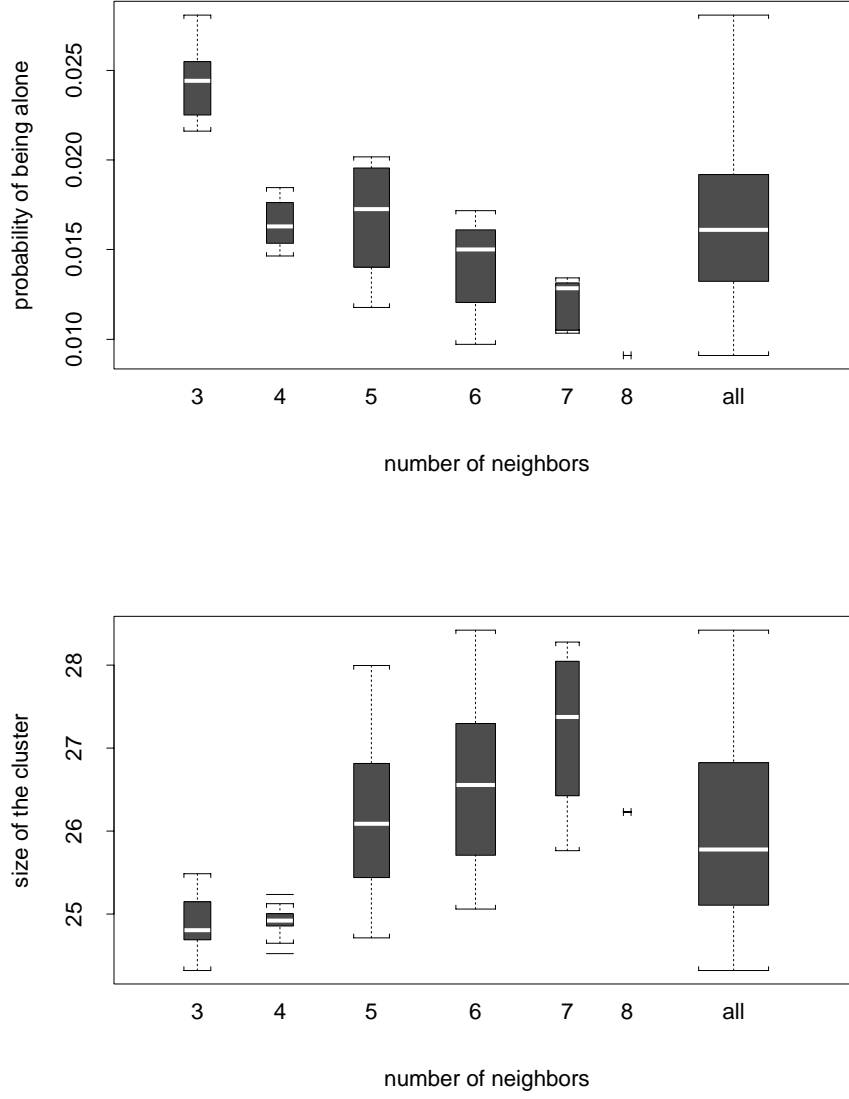 probability of being alone
0.025
0.020
0.015
0.010
3 4 5 6 7 8 all
number of neighbors
size of the cluster
28
27
26
25
3 4 5 6 7 8 all
number of neighbors